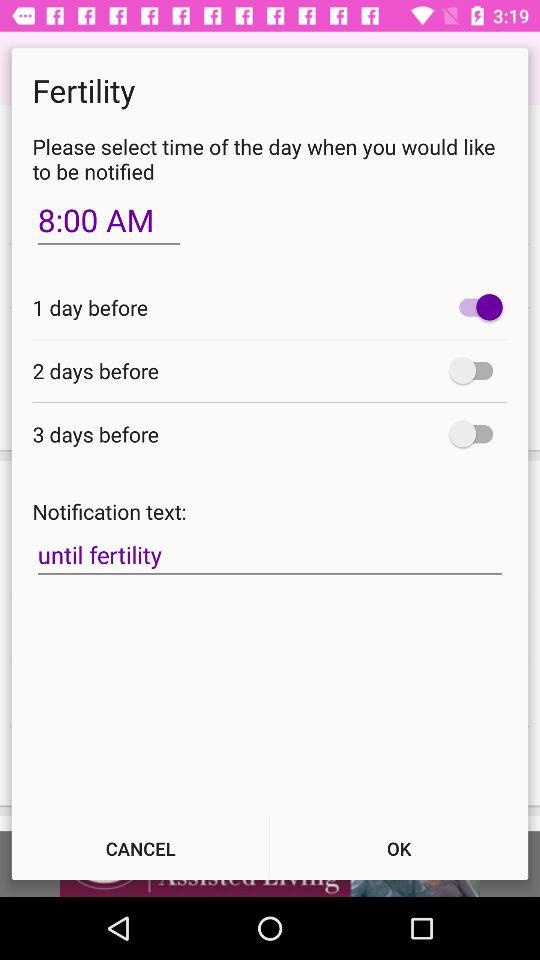 3:19
Fertility
Please select time of the day when you would like
to be notified
8:00 AM
1 day before
2 days before
3 days before
Notification text:
until fertility
CANCEL
OK
Assisted Living